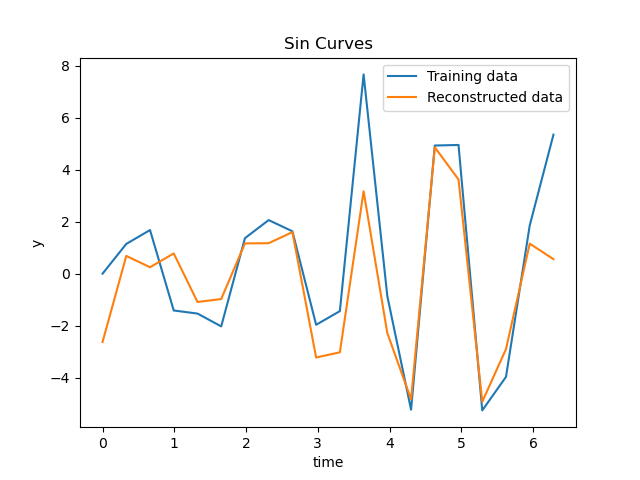 Sin Curves
Training data
Reconstructed data
y
8
6
4
2
0
−2
−4
0 1 2 3 4 5 6
time